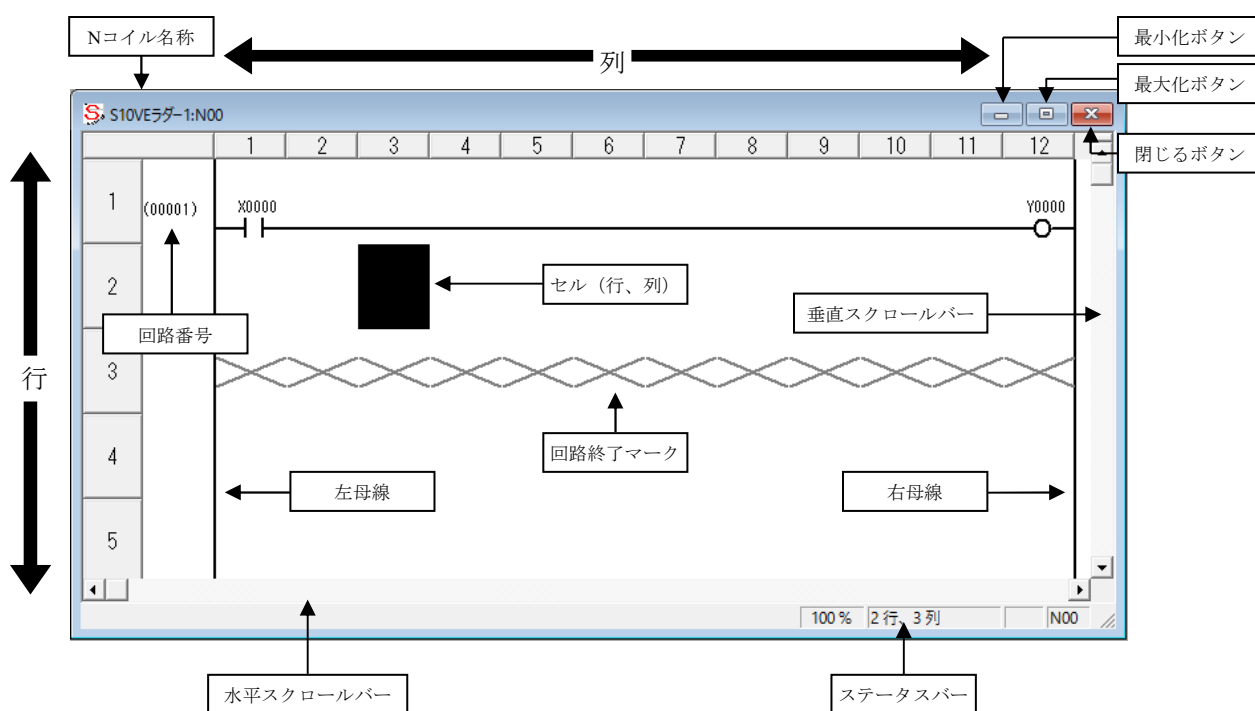 Nコイル名称
列
最小化ボタン
最大化ボタン
閉じるボタン
S10VEラダー1:N00
1 2 3 4 5 6 7 8 9 10 11 12
1
(00001)
X0000
Y0000
2
セル（行、列）
垂直スクロールバー
回路番号
行
3
回路終了マーク
4
左母線
右母線
5
100 %
2 行、3 列
N00
水平スクロールバー
ステータスバー